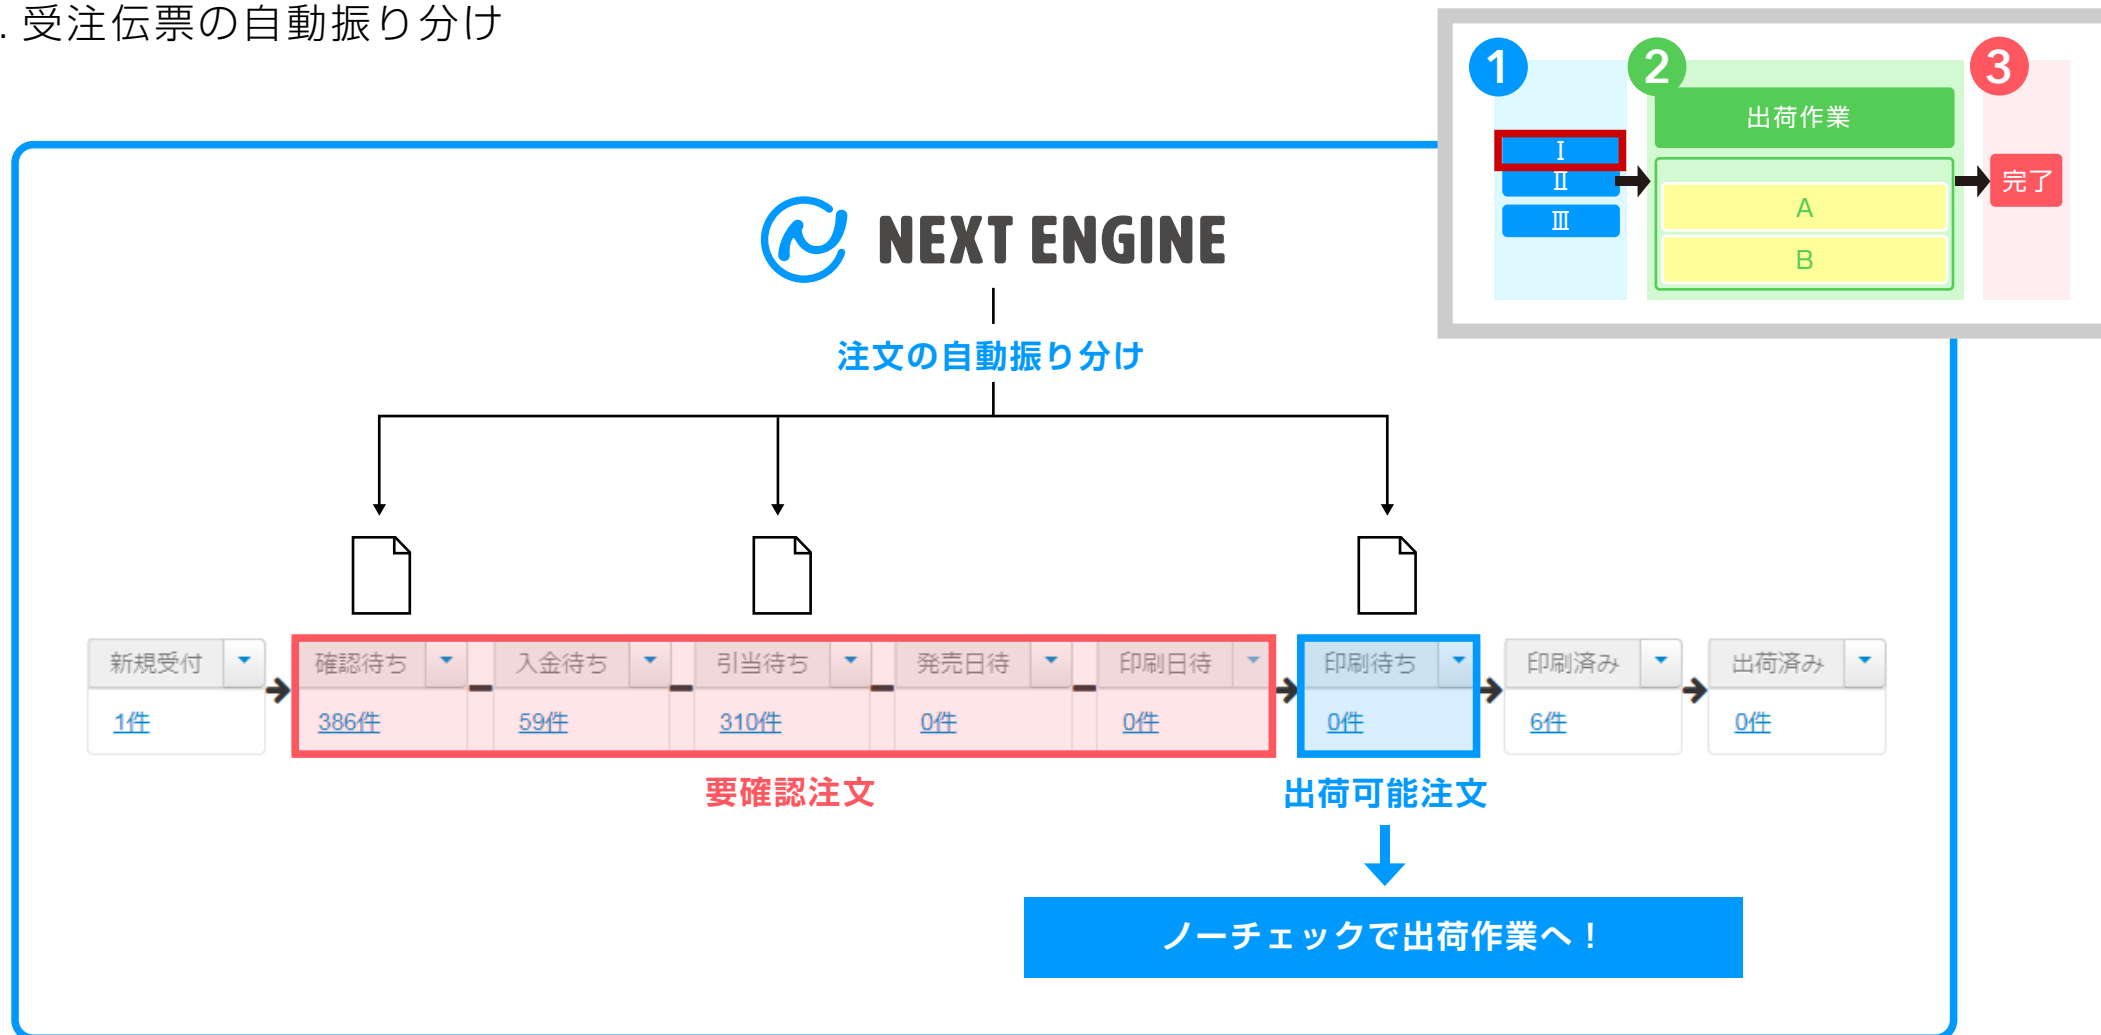 . 受注伝票の自動振り分け
1
2
3
出荷作業
I
II
III
A
B
完了
NEXT ENGINE
注文の自動振り分け
新規受付
確認待ち
入金待ち
引当待ち
発売日待
印刷日待
印刷待ち
印刷済み
出荷済み
1件
386件
59件
310件
0件
0件
0件
6件
0件
要確認注文
出荷可能注文
ノーチェックで出荷作業へ！